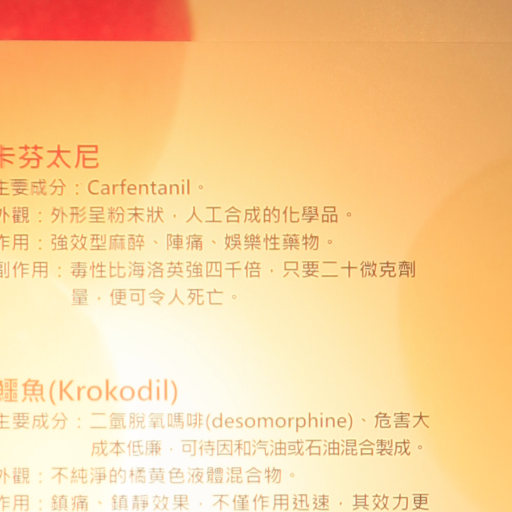 卡芬太尼
主要成分：Carfentanil。
外觀：外形呈粉末狀，人工合成的化學品。
作用：強效型麻醉、陣痛、娛樂性藥物。
副作用：毒性比海洛英強四千倍，只要二十微克劑
量，便可令人死亡。
鱷魚(Krokodil)
主要成分：二氫脫氧嗎啡(desomorphine)、危害大
成本低廉，可待因和汽油或石油混合製成。
外觀：不純淨的橘黃色液體混合物。
作用：鎮痛、鎮靜效果，不僅作用迅速，其效力更